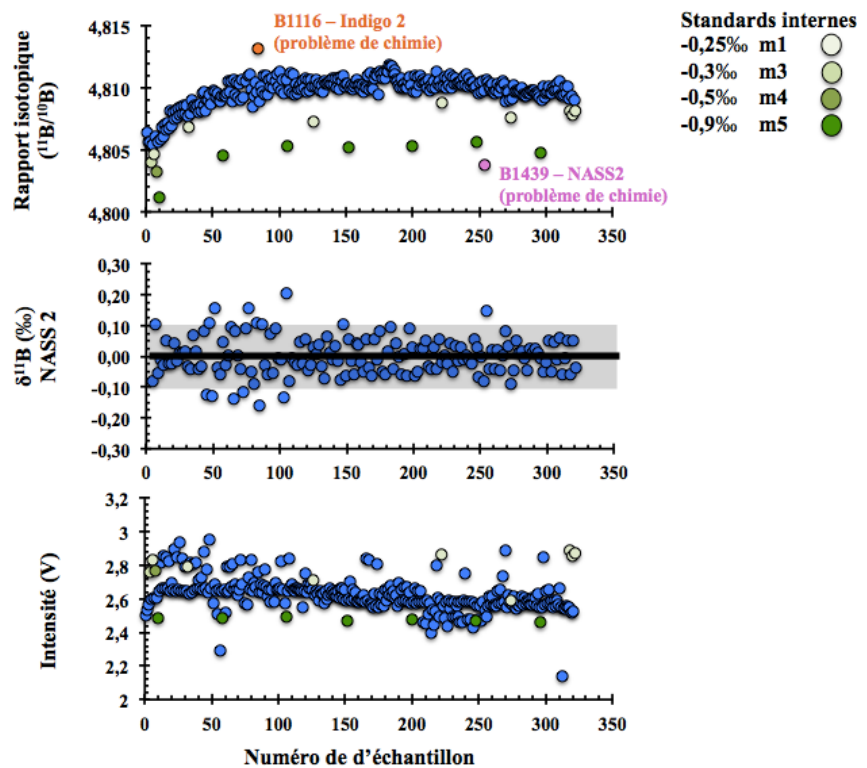 B1116 – Indigo 2
(problème de chimie)
Standards internes
-0,25‰ m1
-0,3‰ m3
-0,5‰ m4
-0,9‰ m5
Rapport isotopique
(¹¹B/¹⁰B)
4,815
4,810
4,805
4,800
B1439 – NASS2
(problème de chimie)
0 50 100 150 200 250 300 350
δ¹¹B (‰)
NASS 2
0,30
0,20
0,10
0,00
-0,10
-0,20
-0,30
0 50 100 150 200 250 300 350
Intensité (V)
3,2
3
2,8
2,6
2,4
2,2
2
0 50 100 150 200 250 300 350
Numéro de d'échantillon